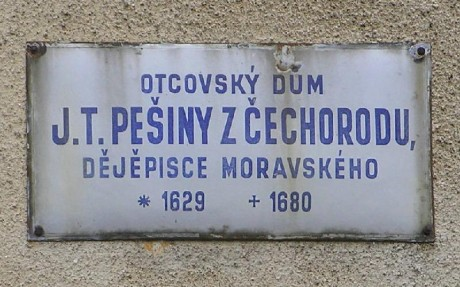 OTCOVSKÝ DŮM
J.T. PEŠINY Z ČECHORODU,
DĚJĚPISCE MORAVSKÉHO
* 1629 + 1680